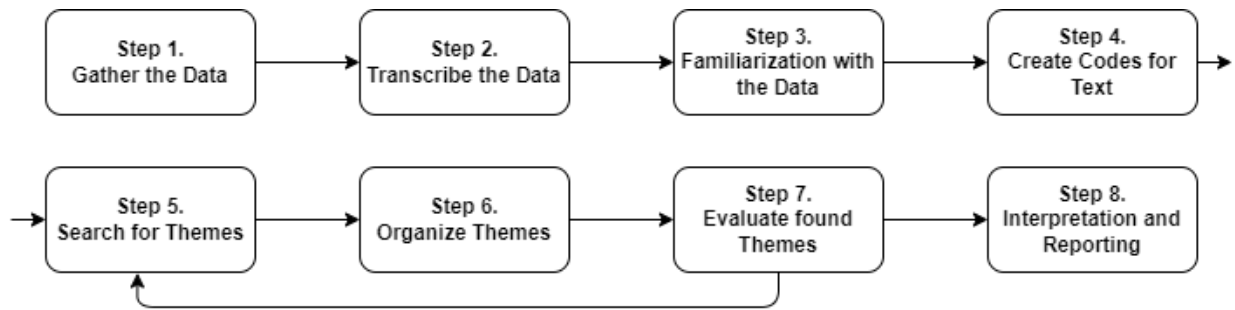 Step 1.
Gather the Data
Step 2.
Transcribe the Data
Step 3.
Familiarization with
the Data
Step 4.
Create Codes for
Text
Step 5.
Search for Themes
Step 6.
Organize Themes
Step 7.
Evaluate found
Themes
Step 8.
Interpretation and
Reporting